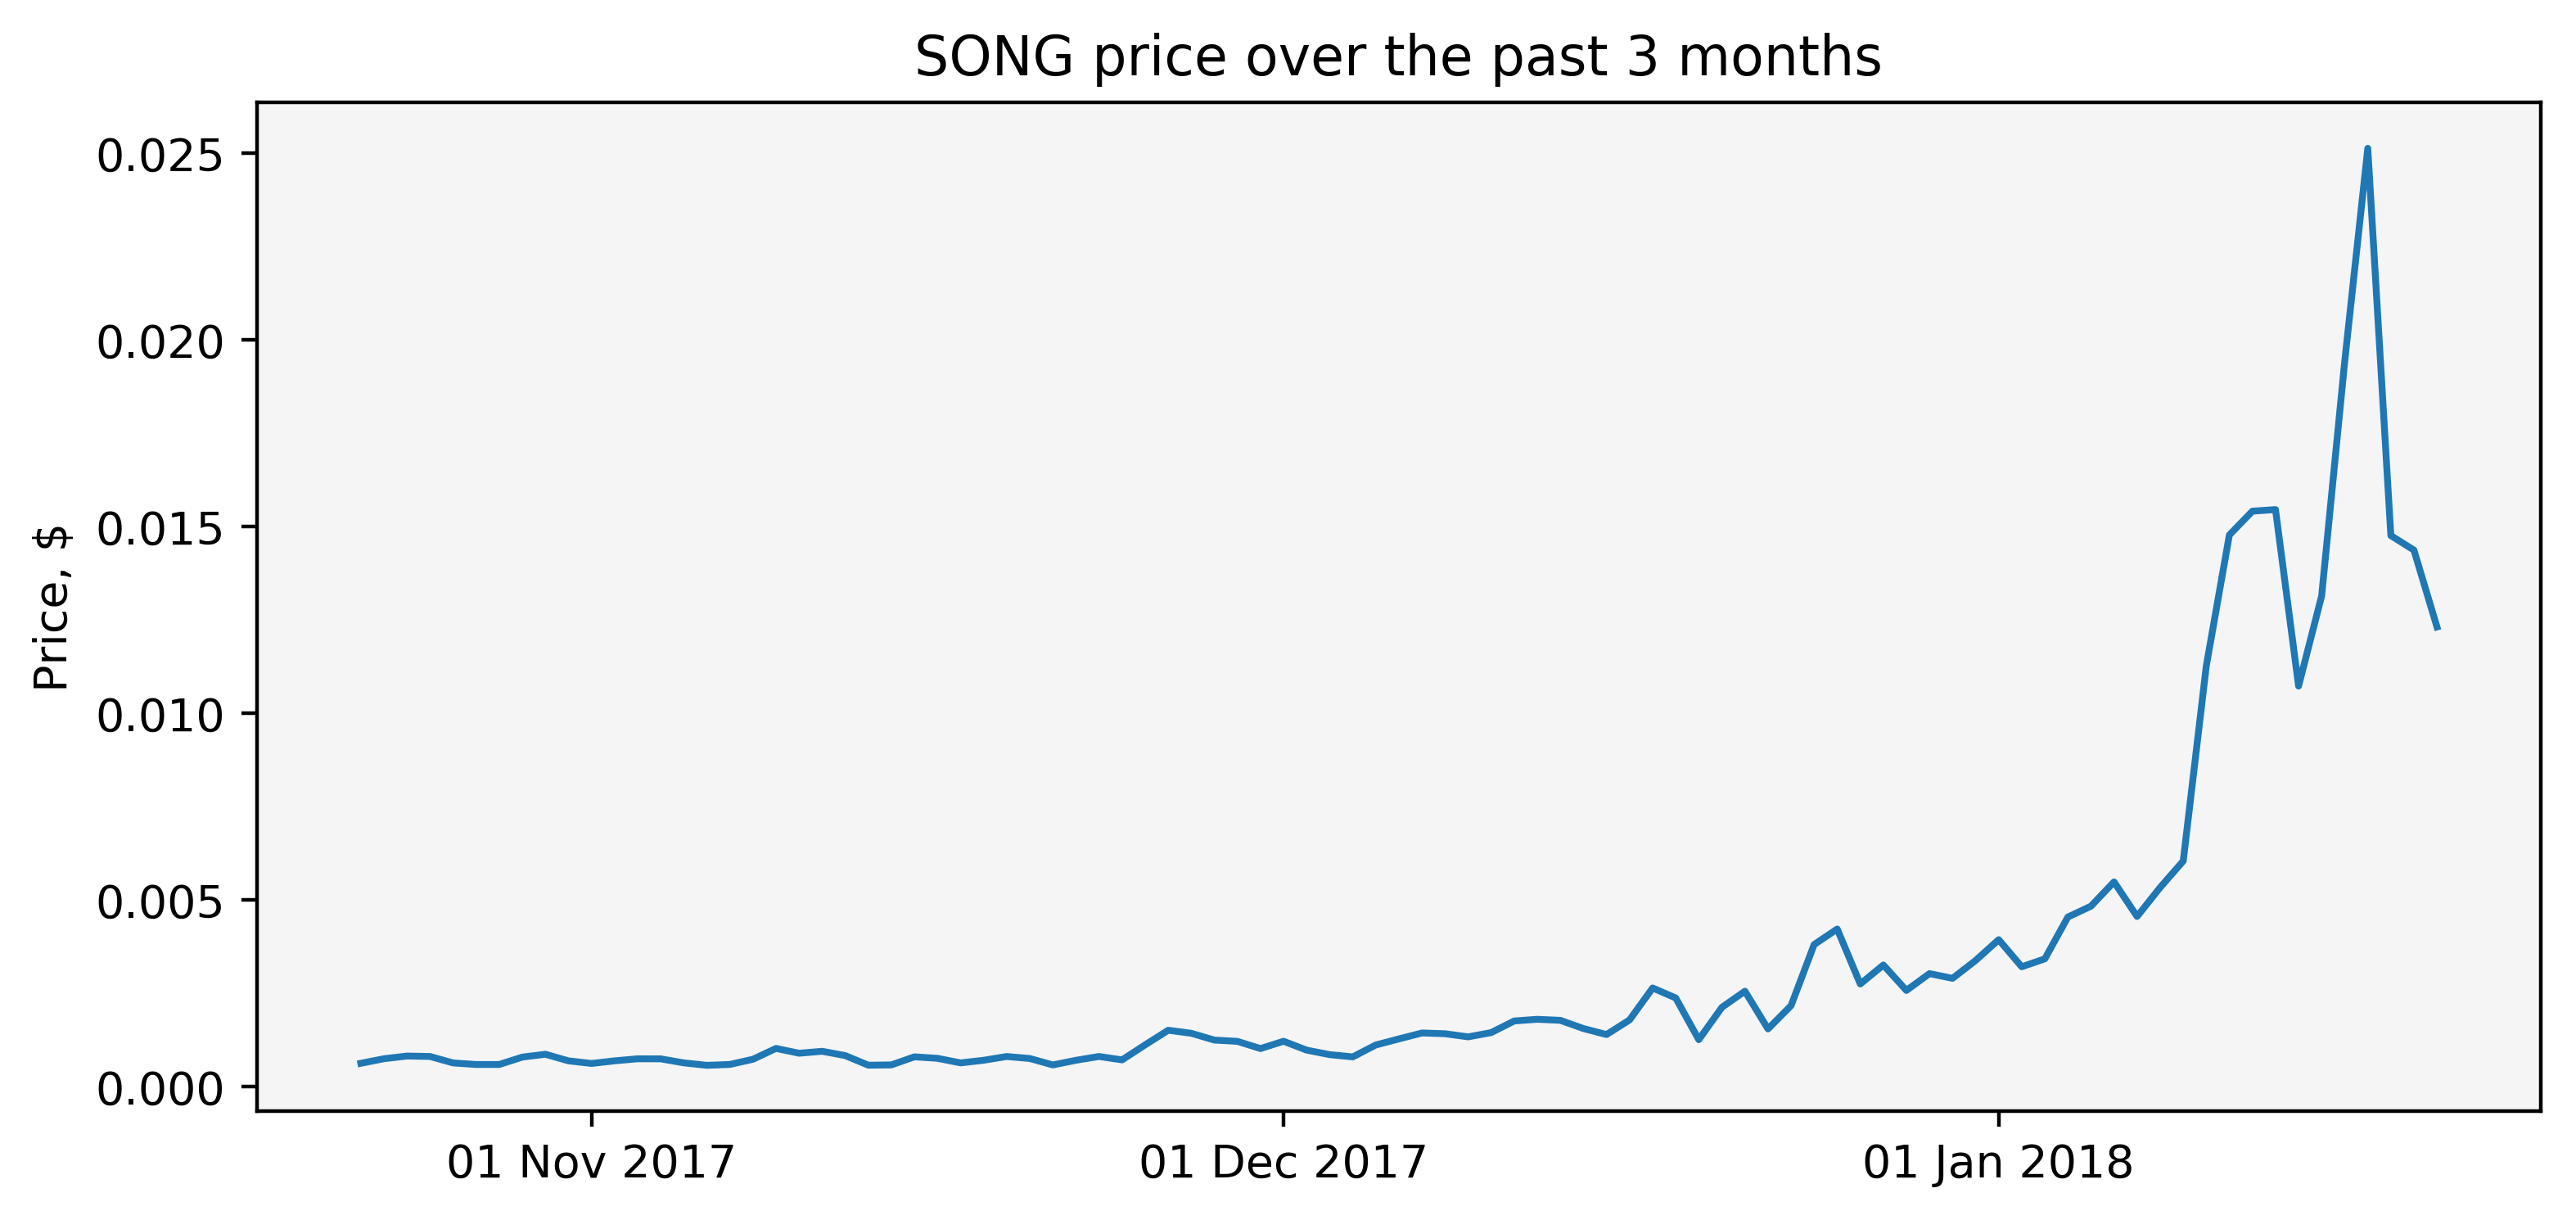 SONG price over the past 3 months
Price, $
0.025
0.020
0.015
0.010
0.005
0.000
01 Nov 2017
01 Dec 2017
01 Jan 2018